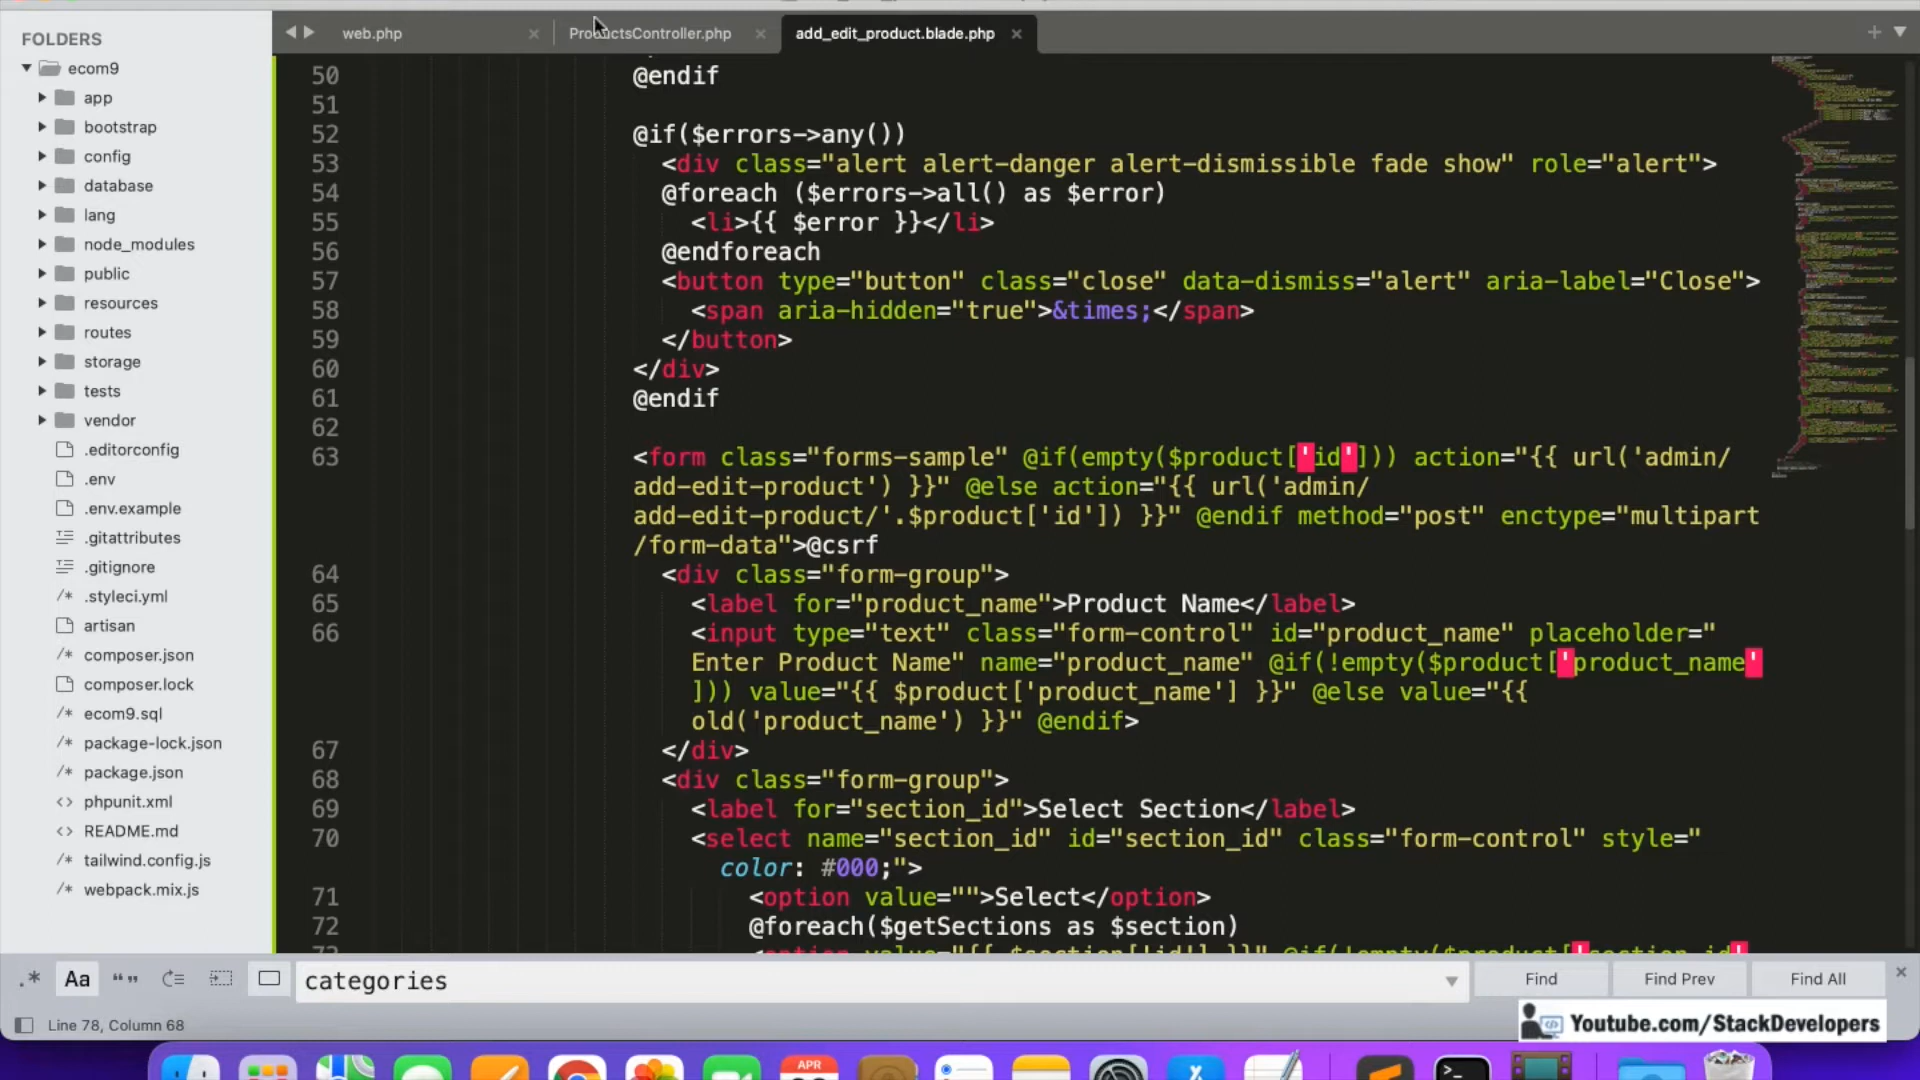 FOLDERS
ecom9
app
bootstrap
config
database
lang
node_modules
public
resources
routes
storage
tests
vendor
.editorconfig
.env
.env.example
.gitattributes
.gitignore
/* .styleci.yml
artisan
/* composer.json
composer.lock
/* ecom9.sql
/* package-lock.json
/* package.json
<> phpunit.xml
<> README.md
/* tailwind.config.js
/* webpack.mix.js
web.php × ProductsController.php × add_edit_product.blade.php ×
50 @endif
51
52 @if($errors->any())
53 <div class="alert alert-danger alert-dismissible fade show" role="alert">
54 @foreach ($errors->all() as $error)
55 <li>{{ $error }}</li>
56 @endforeach
57 <button type="button" class="close" data-dismiss="alert" aria-label="Close">
58 <span aria-hidden="true">&times;</span>
59 </button>
60 </div>
61 @endif
62
63 <form class="forms-sample" @if(empty($product['id'])) action="{{ url('admin/
add-edit-product') }}" @else action="{{ url('admin/
add-edit-product/'.$product['id']) }}" @endif method="post" enctype="multipart
/form-data">@csrf
64 <div class="form-group">
65 <label for="product_name">Product Name</label>
66 <input type="text" class="form-control" id="product_name" placeholder="
Enter Product Name" name="product_name" @if(!empty($product['product_name'
])) value="{{ $product['product_name'] }}" @else value="{{
old('product_name') }}" @endif>
67 </div>
68 <div class="form-group">
69 <label for="section_id">Select Section</label>
70 <select name="section_id" id="section_id" class="form-control" style="
color: #000;">
71 <option value="">Select</option>
72 @foreach($getSections as $section)
73 <option value="{{ $section['id'] }}" @if(!empty($product['section_id'
.* Aa “ ” categories Find Find Prev Find All ×
Line 78, Column 68
Youtube.com/StackDevelopers
APR